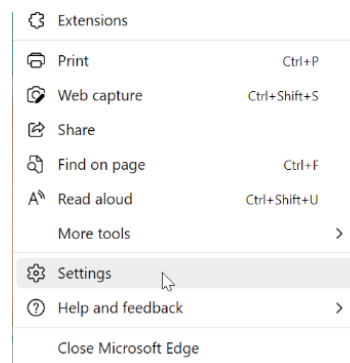 Extensions
Print Ctrl+P
Web capture Ctrl+Shift+S
Share
Find on page Ctrl+F
Read aloud Ctrl+Shift+U
More tools
Settings
Help and feedback
Close Microsoft Edge